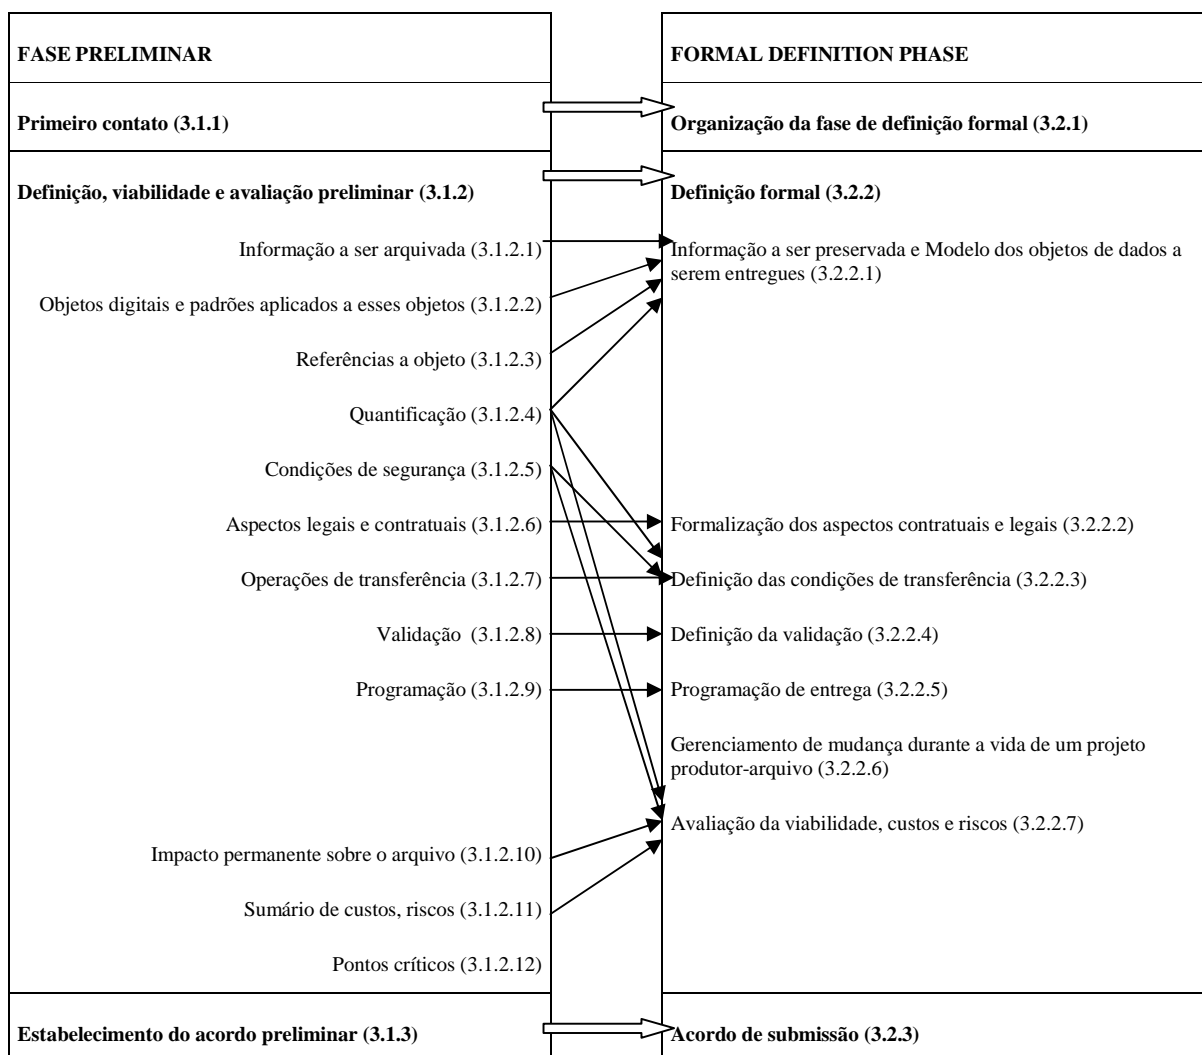 FASE PRELIMINAR
Primeiro contato (3.1.1)
Definição, viabilidade e avaliação preliminar (3.1.2)
Informação a ser arquivada (3.1.2.1)
Objetos digitais e padrões aplicados a esses objetos (3.1.2.2)
Referências a objeto (3.1.2.3)
Quantificação (3.1.2.4)
Condições de segurança (3.1.2.5)
Aspectos legais e contratuais (3.1.2.6)
Operações de transferência (3.1.2.7)
Validação (3.1.2.8)
Programação (3.1.2.9)
Impacto permanente sobre o arquivo (3.1.2.10)
Sumário de custos, riscos (3.1.2.11)
Pontos críticos (3.1.2.12)
Estabelecimento do acordo preliminar (3.1.3)
FORMAL DEFINITION PHASE
Organização da fase de definição formal (3.2.1)
Definição formal (3.2.2)
Informação a ser preservada e Modelo dos objetos de dados a
serem entregues (3.2.2.1)
Formalização dos aspectos contratuais e legais (3.2.2.2)
Definição das condições de transferência (3.2.2.3)
Definição da validação (3.2.2.4)
Programação de entrega (3.2.2.5)
Gerenciamento de mudança durante a vida de um projeto
produtor-arquivo (3.2.2.6)
Avaliação da viabilidade, custos e riscos (3.2.2.7)
Acordo de submissão (3.2.3)